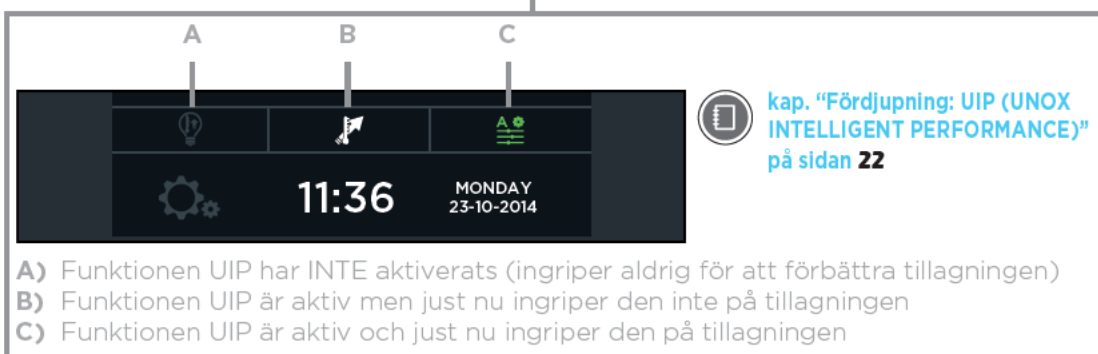 A B C
kap. “Fördjupning: UIP (UNOX
INTELLIGENT PERFORMANCE)”
på sidan 22
A
11:36
MONDAY
23-10-2014
A) Funktionen UIP har INTE aktiverats (ingriper aldrig för att förbättra tillagningen)
B) Funktionen UIP är aktiv men just nu ingriper den inte på tillagningen
C) Funktionen UIP är aktiv och just nu ingriper den på tillagningen